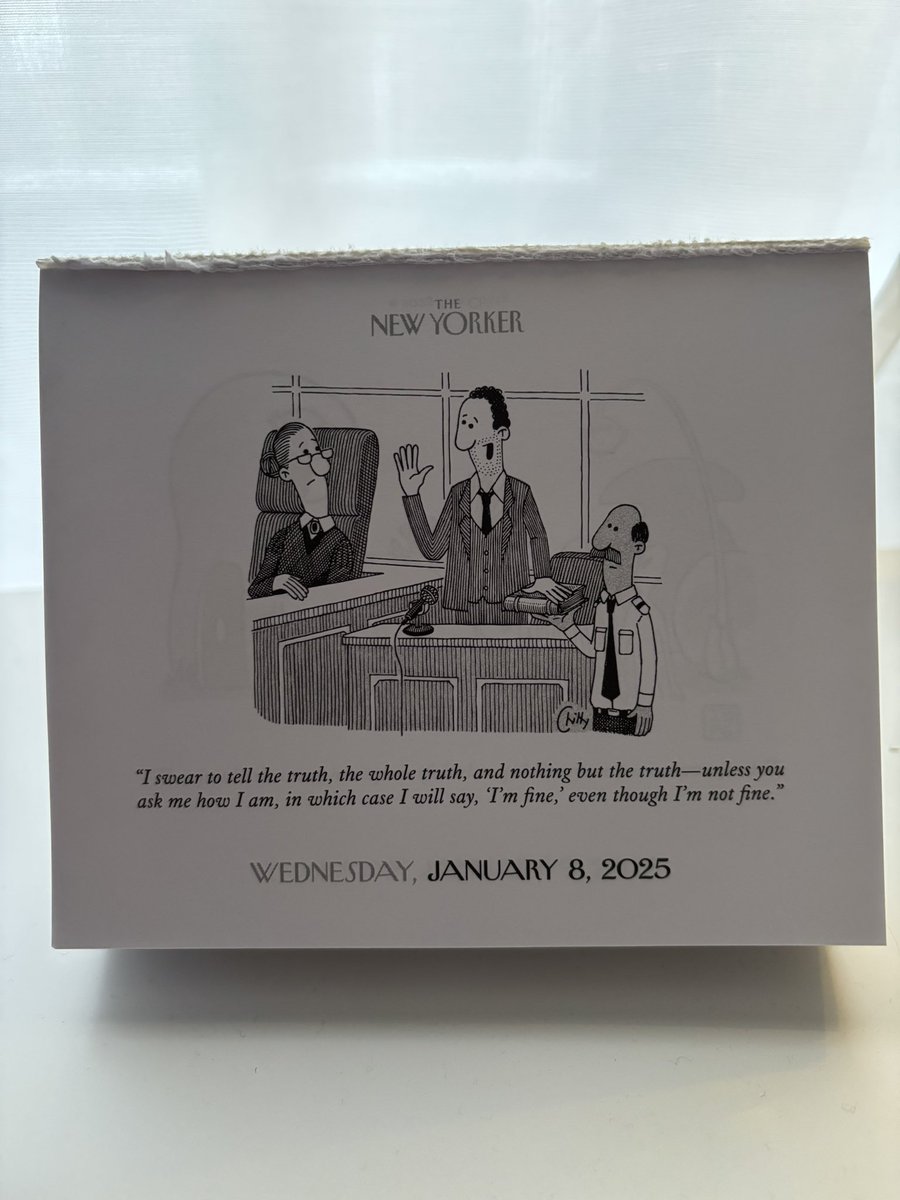 THE
NEW YORKER
Chitty
“I swear to tell the truth, the whole truth, and nothing but the truth—unless you
ask me how I am, in which case I will say, ‘I’m fine,’ even though I’m not fine.”
WEDNESDAY, JANUARY 8, 2025